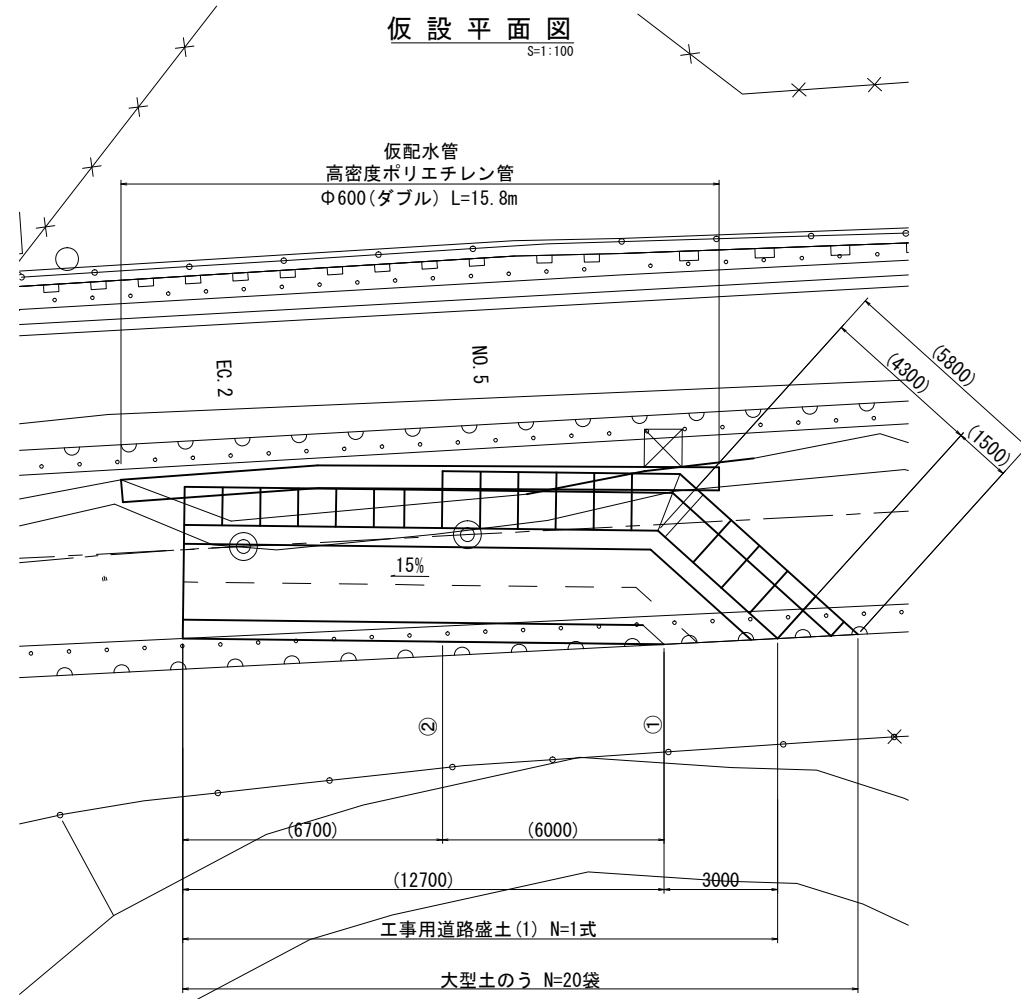 仮設平面図
S=1:100
仮配水管
高密度ポリエチレン管
Φ600(ダブル) L=15.8m
EC. 2
NO. 5
(5800)
(4300)
(1500)
15%
②
①
(6700)
(6000)
(12700)
3000
工事用道路盛土(1) N=1式
大型土のう N=20袋